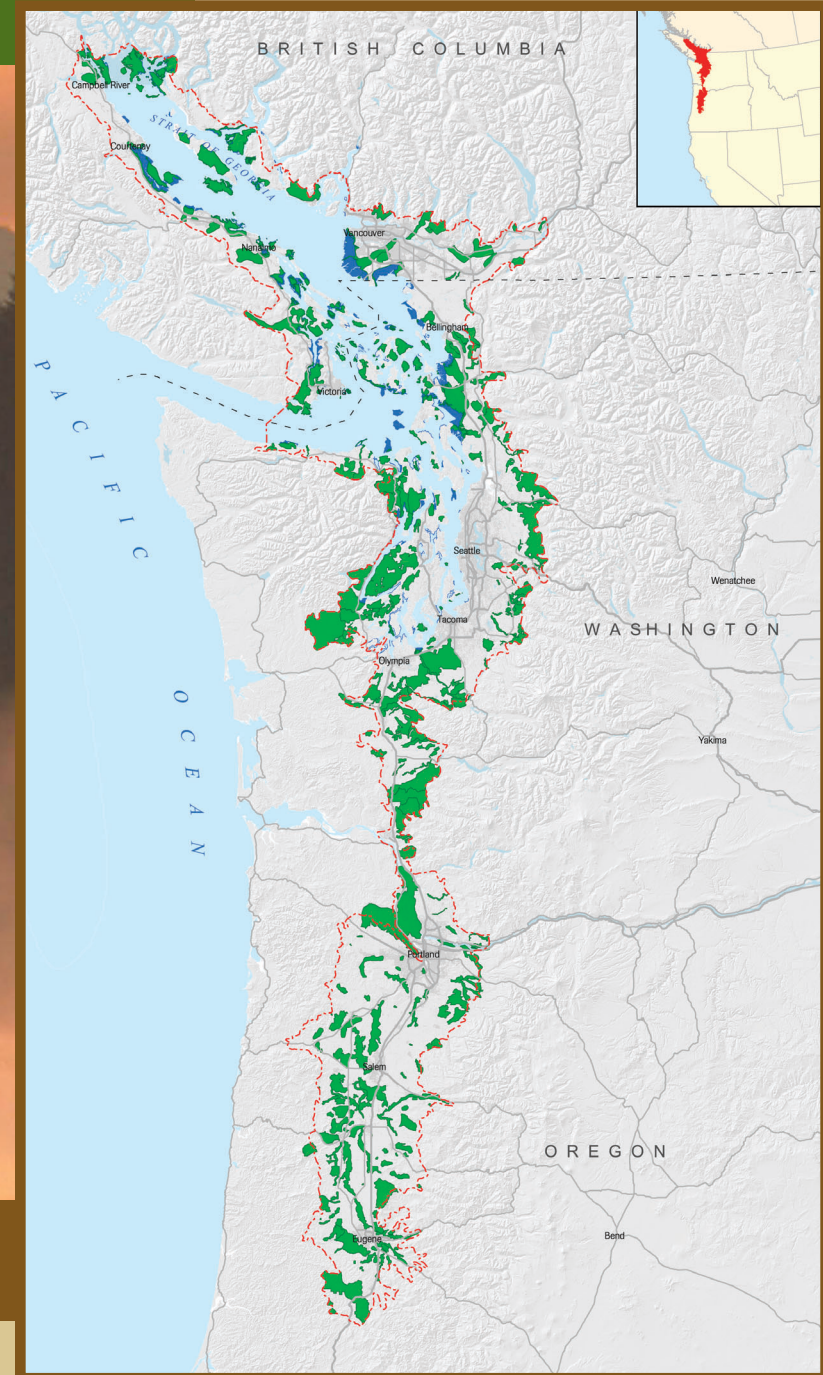 BRITISH COLUMBIA
Campbell River
STRAIT OF GEORGIA
Courtenay
Vancouver
Nanaimo
Bellingham
Victoria
PACIFIC
Seattle
Wenatchee
Tacoma
WASHINGTON
Olympia
OCEAN
Yakima
Portland
Salem
OREGON
Bend
Eugene